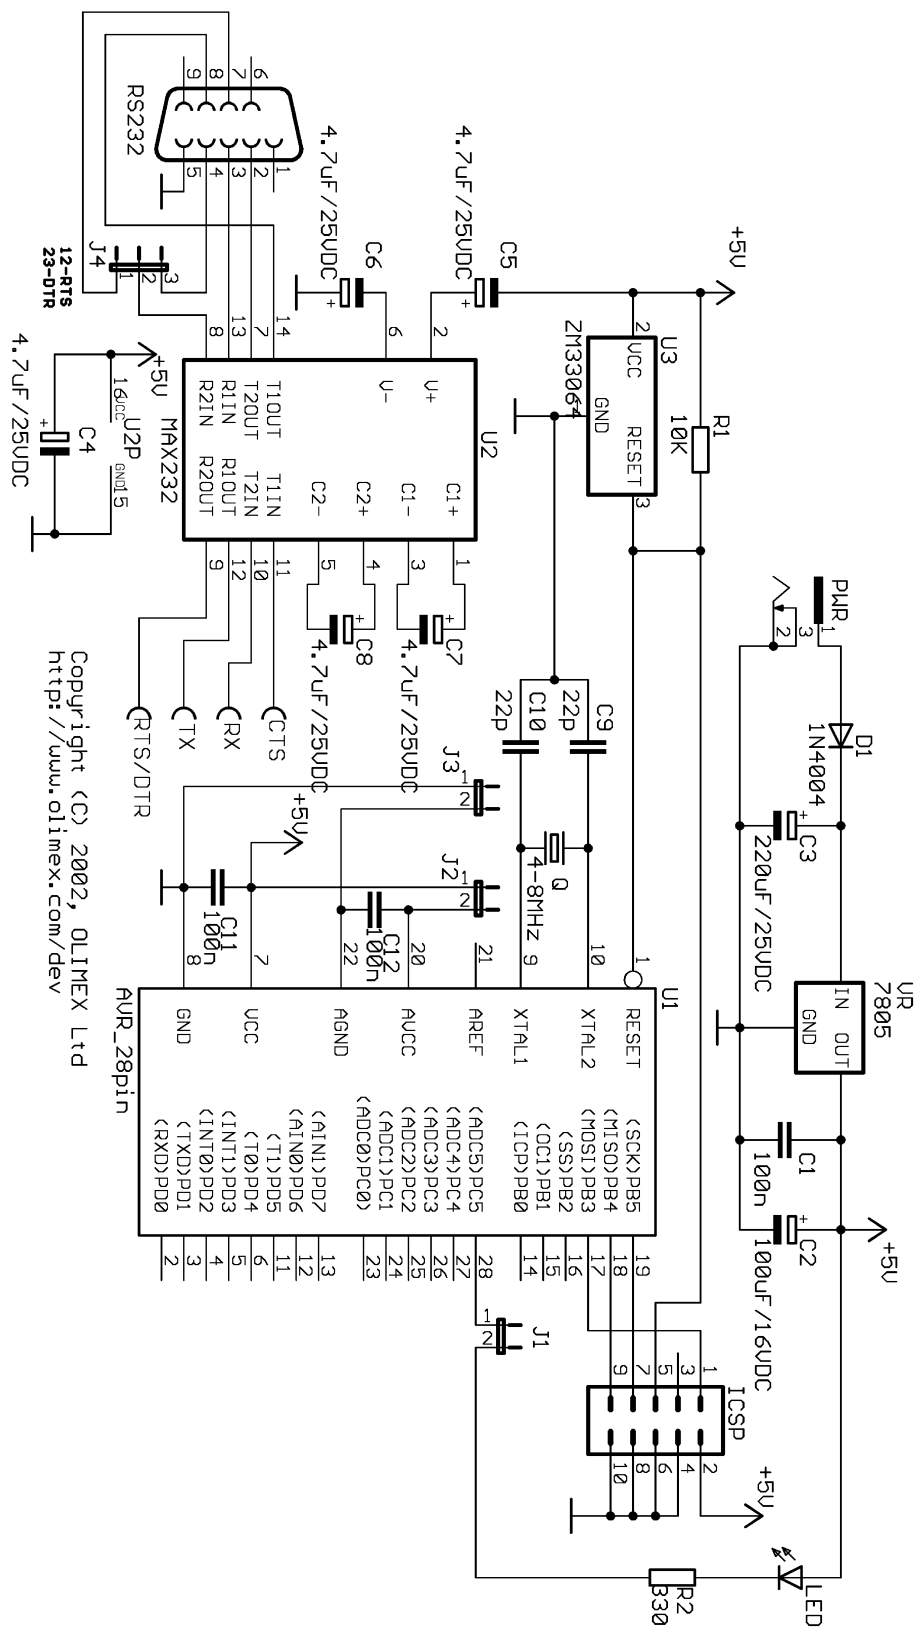 PWR
1
3
2
D1
1N4004
C3
+
220uF/25VDC
VR
7805
IN
OUT
GND
C1
100n
C2
+
100uF/16VDC
+5V
LED
R2
330
+5V
R1
10K
U3
VCC
RESET
GND
ZM33064
2
3
C5
+
4.7uF/25VDC
C6
+
4.7uF/25VDC
RS232
6
7
8
9
1
2
3
4
5
J4
1
2
3
12-RTS
23-DTR
U2
MAX232
V+
V-
T1OUT
T2OUT
R1IN
R2IN
C1+
C1-
C2+
C2-
T1IN
T2IN
R1OUT
R2OUT
2
6
14
7
13
8
1
3
4
5
11
10
12
9
C7
+
4.7uF/25VDC
C8
+
4.7uF/25VDC
+5V
16
VCC
U2P
GND
15
C4
+
4.7uF/25VDC
CTS
RX
TX
RTS/DTR
C9
22p
C10
22p
Q
4-8MHz
J3
1
2
J2
1
2
+5V
C11
100n
C12
100n
U1
AVR_28pin
1
10
9
21
20
22
7
8
RESET
XTAL2
XTAL1
AREF
AVCC
AGND
VCC
GND
(SCK)PB5
(MISO)PB4
(MOSI)PB3
(SS)PB2
(OC1)PB1
(ICP)PB0
(ADC5)PC5
(ADC4)PC4
(ADC3)PC3
(ADC2)PC2
(ADC1)PC1
(ADC0)PC0)
(AIN1)PD7
(AIN0)PD6
(T1)PD5
(T0)PD4
(INT1)PD3
(INT0)PD2
(TXD)PD1
(RXD)PD0
19
18
17
16
15
14
28
27
26
25
24
23
13
12
11
6
5
4
3
2
J1
1
2
ICSP
1
3
5
7
9
2
4
6
8
10
+5V
Copyright (C) 2002, OLIMEX Ltd
http://www.olimex.com/dev